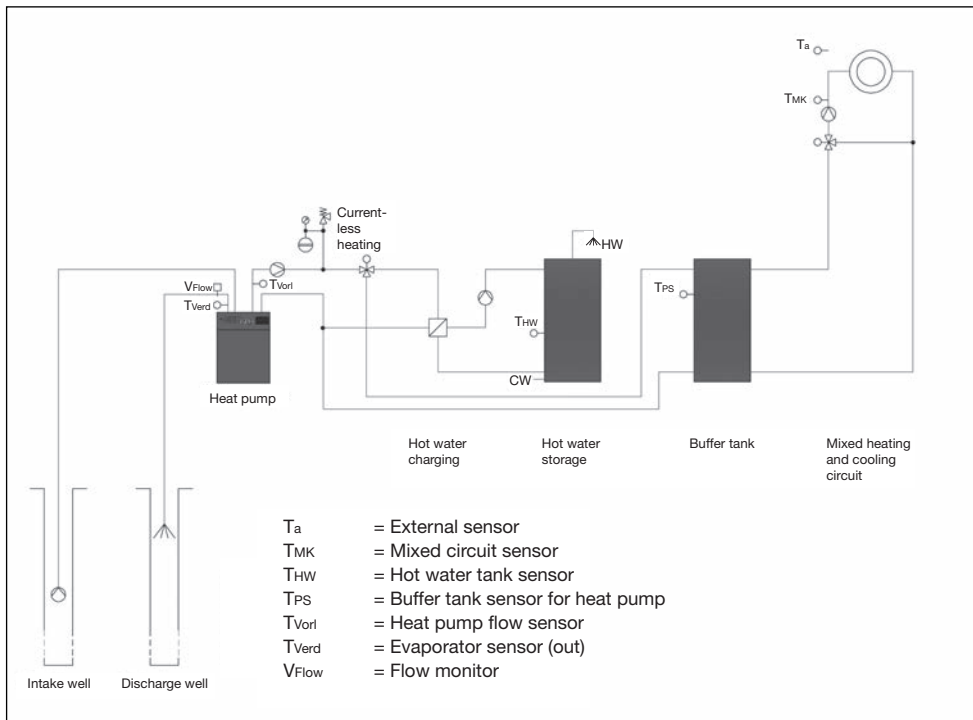 Ta
TMK
Current-
less
heating
HW
VFlow
TVorl
TPS
TVerd
THW
CW
Heat pump
Hot water
charging
Hot water
storage
Buffer tank
Mixed heating
and cooling
circuit
Ta = External sensor
TMK = Mixed circuit sensor
THW = Hot water tank sensor
TPS = Buffer tank sensor for heat pump
TVorl = Heat pump flow sensor
TVerd = Evaporator sensor (out)
VFlow = Flow monitor
Intake well
Discharge well